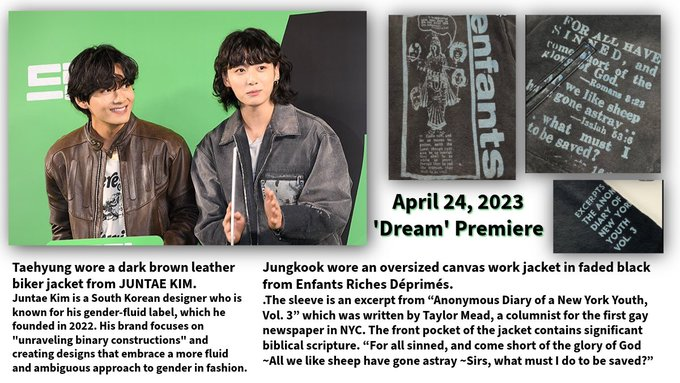 enfants
FOR ALL HAVE
SINNED, and
come short of the
glory of God
—Romans 3:23
we like sheep
gone astray
—Isaiah 53:6
what must I
to be saved?
EXCERPTS
THE ANON
DIARY OF
NEW YORK
YOUTH
VOL. 3
April 24, 2023
'Dream' Premiere
Taehyung wore a dark brown leather
biker jacket from JUNTAE KIM.
Juntae Kim is a South Korean designer who is
known for his gender-fluid label, which he
founded in 2022. His brand focuses on
"unraveling binary constructions" and
creating designs that embrace a more fluid
and ambiguous approach to gender in fashion.
Jungkook wore an oversized canvas work jacket in faded black
from Enfants Riches Déprimés.
.The sleeve is an excerpt from “Anonymous Diary of a New York Youth,
Vol. 3” which was written by Taylor Mead, a columnist for the first gay
newspaper in NYC. The front pocket of the jacket contains significant
biblical scripture. “For all sinned, and come short of the glory of God
~All we like sheep have gone astray ~Sirs, what must I do to be saved?”